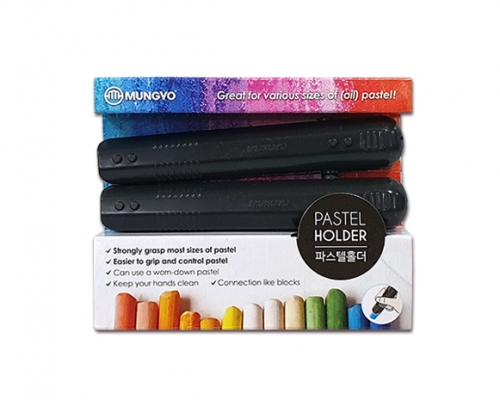 MUNGYO
Great for various sizes of (oil) pastel!
MUNGYO
MUNGYO
PASTEL
HOLDER
파스텔홀더
✓ Strongly grasp most sizes of pastel
✓ Easier to grip and control pastel
✓ Can use a worn-down pastel
✓ Keep your hands clean ✓ Connection like blocks